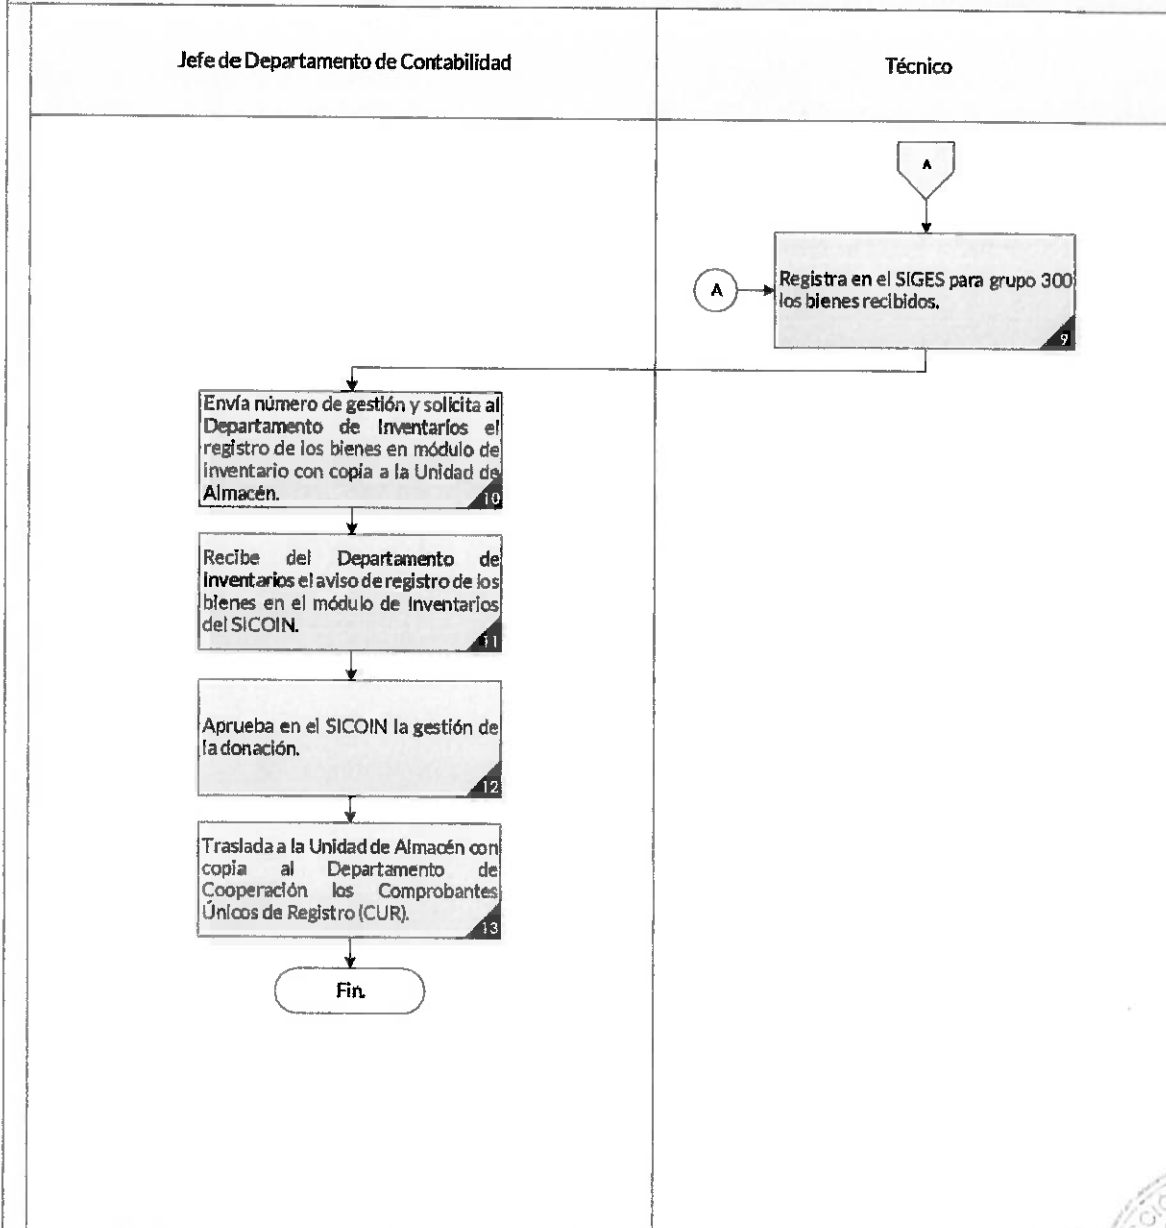 Jefe de Departamento de Contabilidad
Técnico
A
A
Registra en el SIGES para grupo 300
los bienes recibidos.
9
Envía número de gestión y solicita al
Departamento de Inventarios el
registro de los bienes en módulo de
inventario con copia a la Unidad de
Almacén.
10
Recibe del Departamento de
Inventarios el aviso de registro de los
bienes en el módulo de Inventarios
del SICOIN.
11
Aprueba en el SICOIN la gestión de
la donación.
12
Traslada a la Unidad de Almacén con
copia al Departamento de
Cooperación los Comprobantes
Únicos de Registro (CUR).
13
Fin.